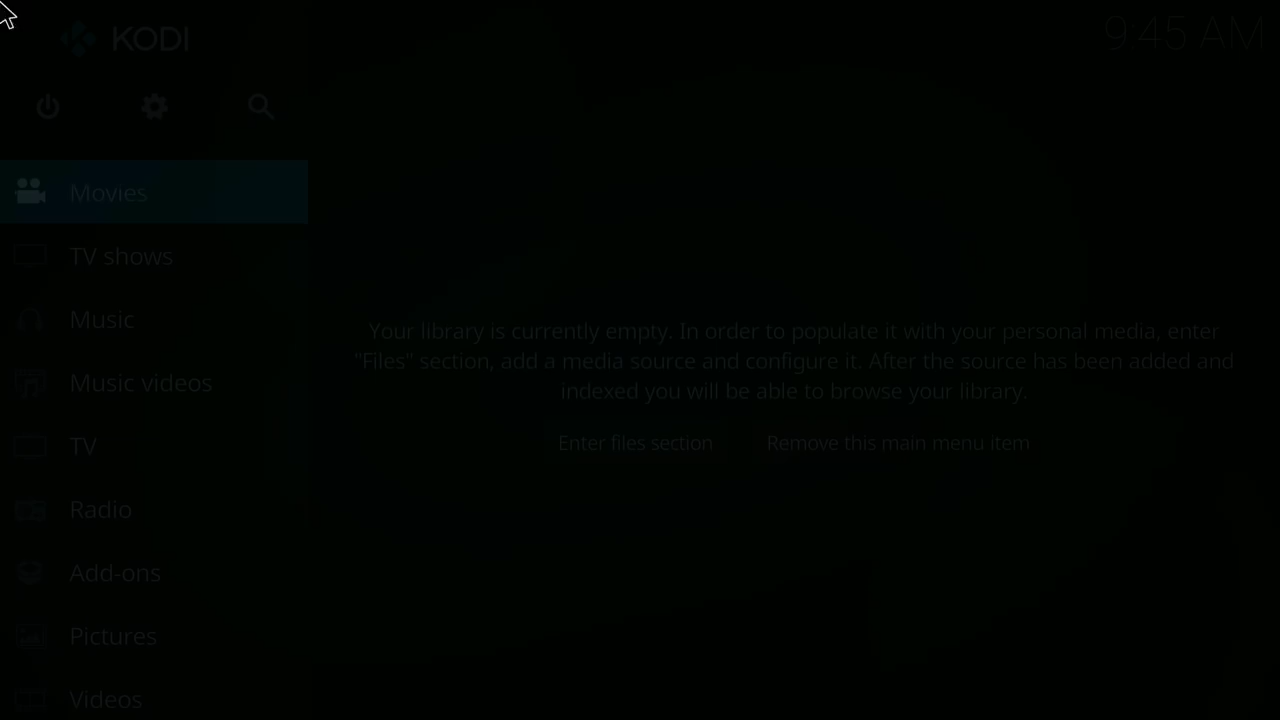 KODI
9:45 AM
Movies
TV shows
Music
Music videos
TV
Radio
Add-ons
Pictures
Videos
Your library is currently empty. In order to populate it with your personal media, enter
"Files" section, add a media source and configure it. After the source has been added and
indexed you will be able to browse your library.
Enter files section
Remove this main menu item